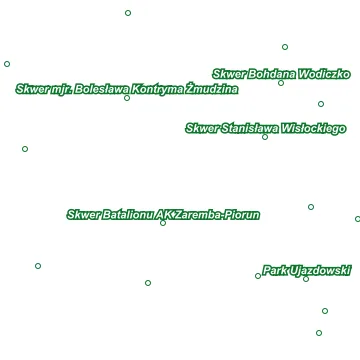 Skwer Bohdana Wodiczko
Skwer mjr. Bolesława Kontryma Żmudzina
Skwer Stanisława Wisłockiego
Skwer Batalionu AK Zaremba-Piorun
Park Ujazdowski